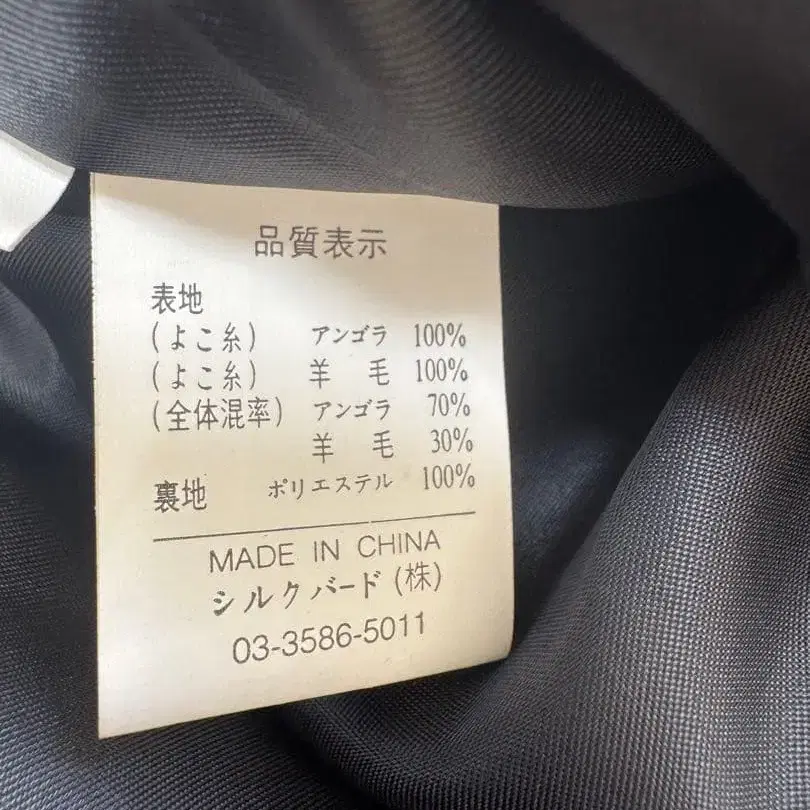 品質表示
表地
(よこ糸) アンゴラ 100%
(よこ糸) 羊 毛 100%
(全体混率) アンゴラ 70%
羊 毛 30%
裏地 ポリエステル 100%
MADE IN CHINA
シルクバード(株)
03-3586-5011